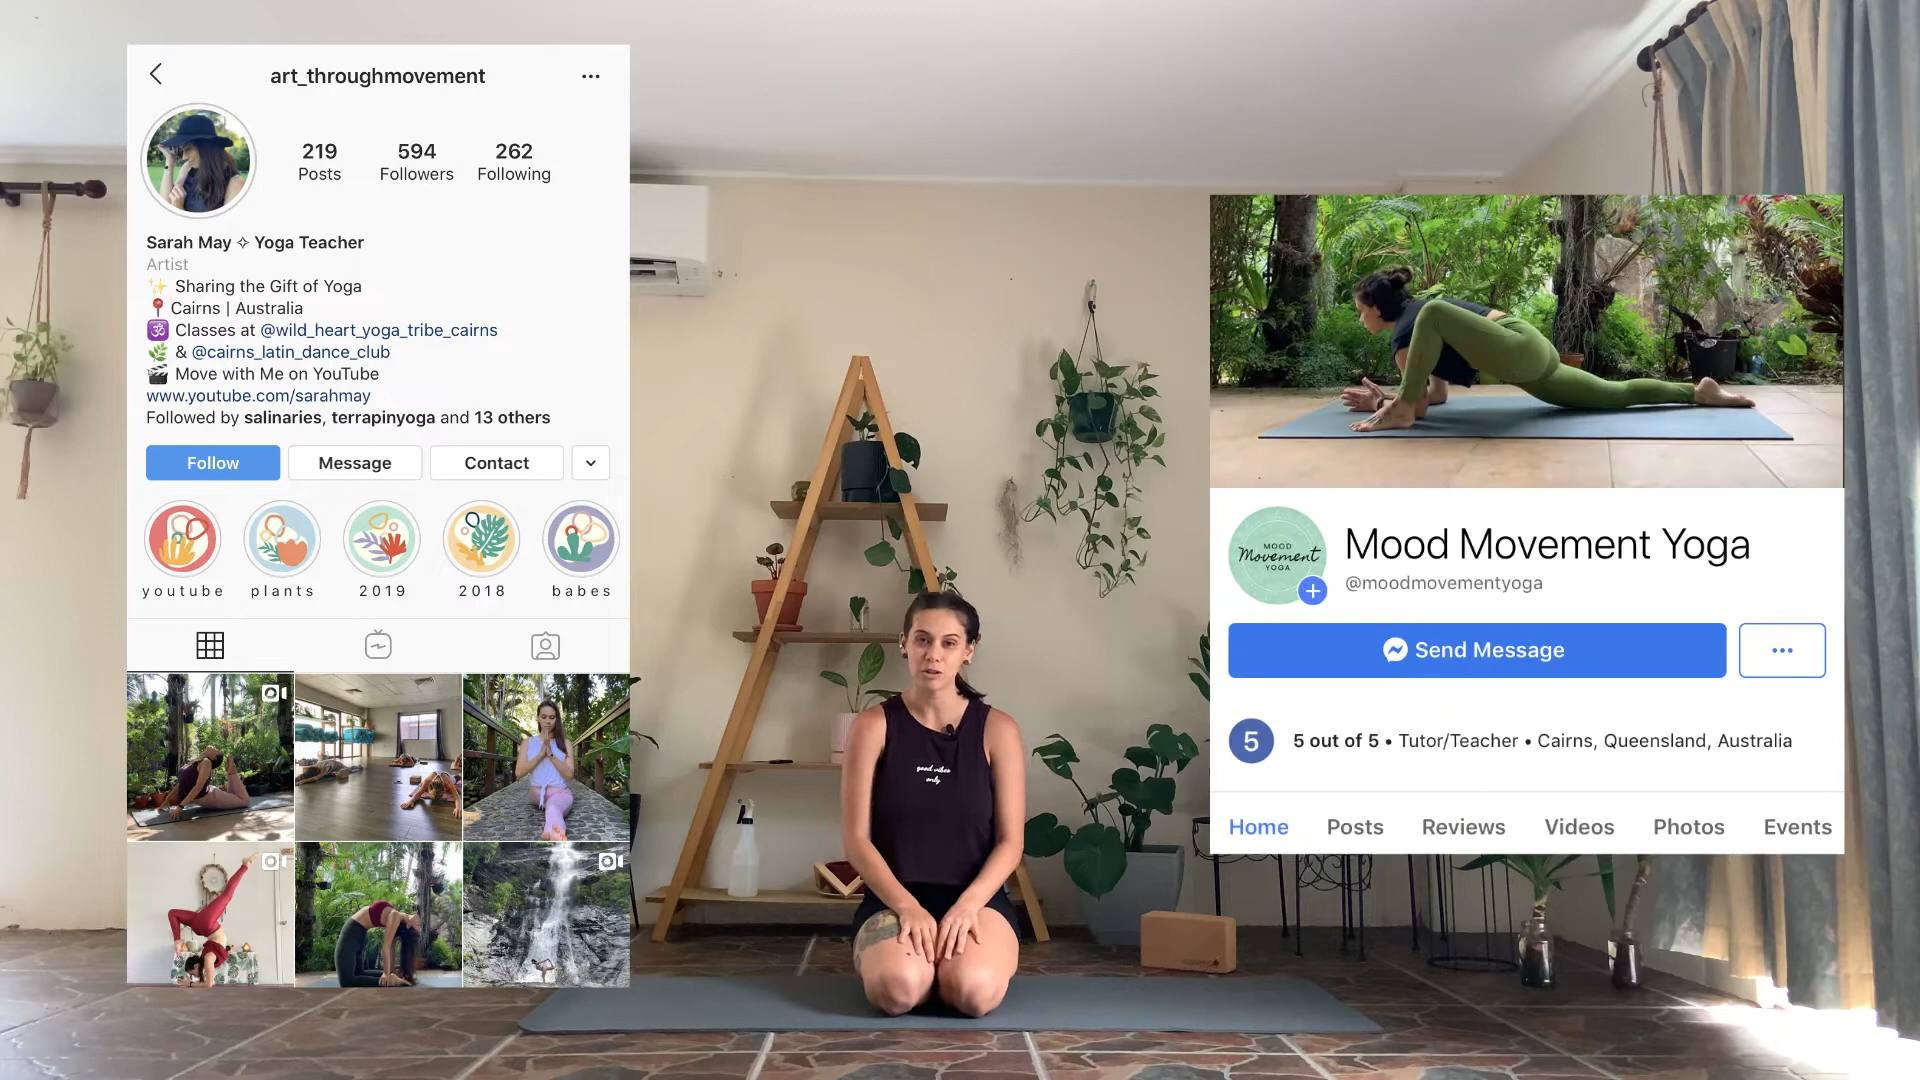 art_throughmovement
219 594 262
Posts Followers Following
Sarah May ✧ Yoga Teacher
Artist
✨ Sharing the Gift of Yoga
📍 Cairns | Australia
🕉 Classes at @wild_heart_yoga_tribe_cairns
🌿 & @cairns_latin_dance_club
🎬 Move with Me on YouTube
www.youtube.com/sarahmay
Followed by salinaries, terrapinyoga and 13 others
Follow Message Contact
youtube plants 2019 2018 babes
good vibes
only
MOOD
Movement
YOGA
Mood Movement Yoga
@moodmovementyoga
Send Message
5 5 out of 5 • Tutor/Teacher • Cairns, Queensland, Australia
Home Posts Reviews Videos Photos Events